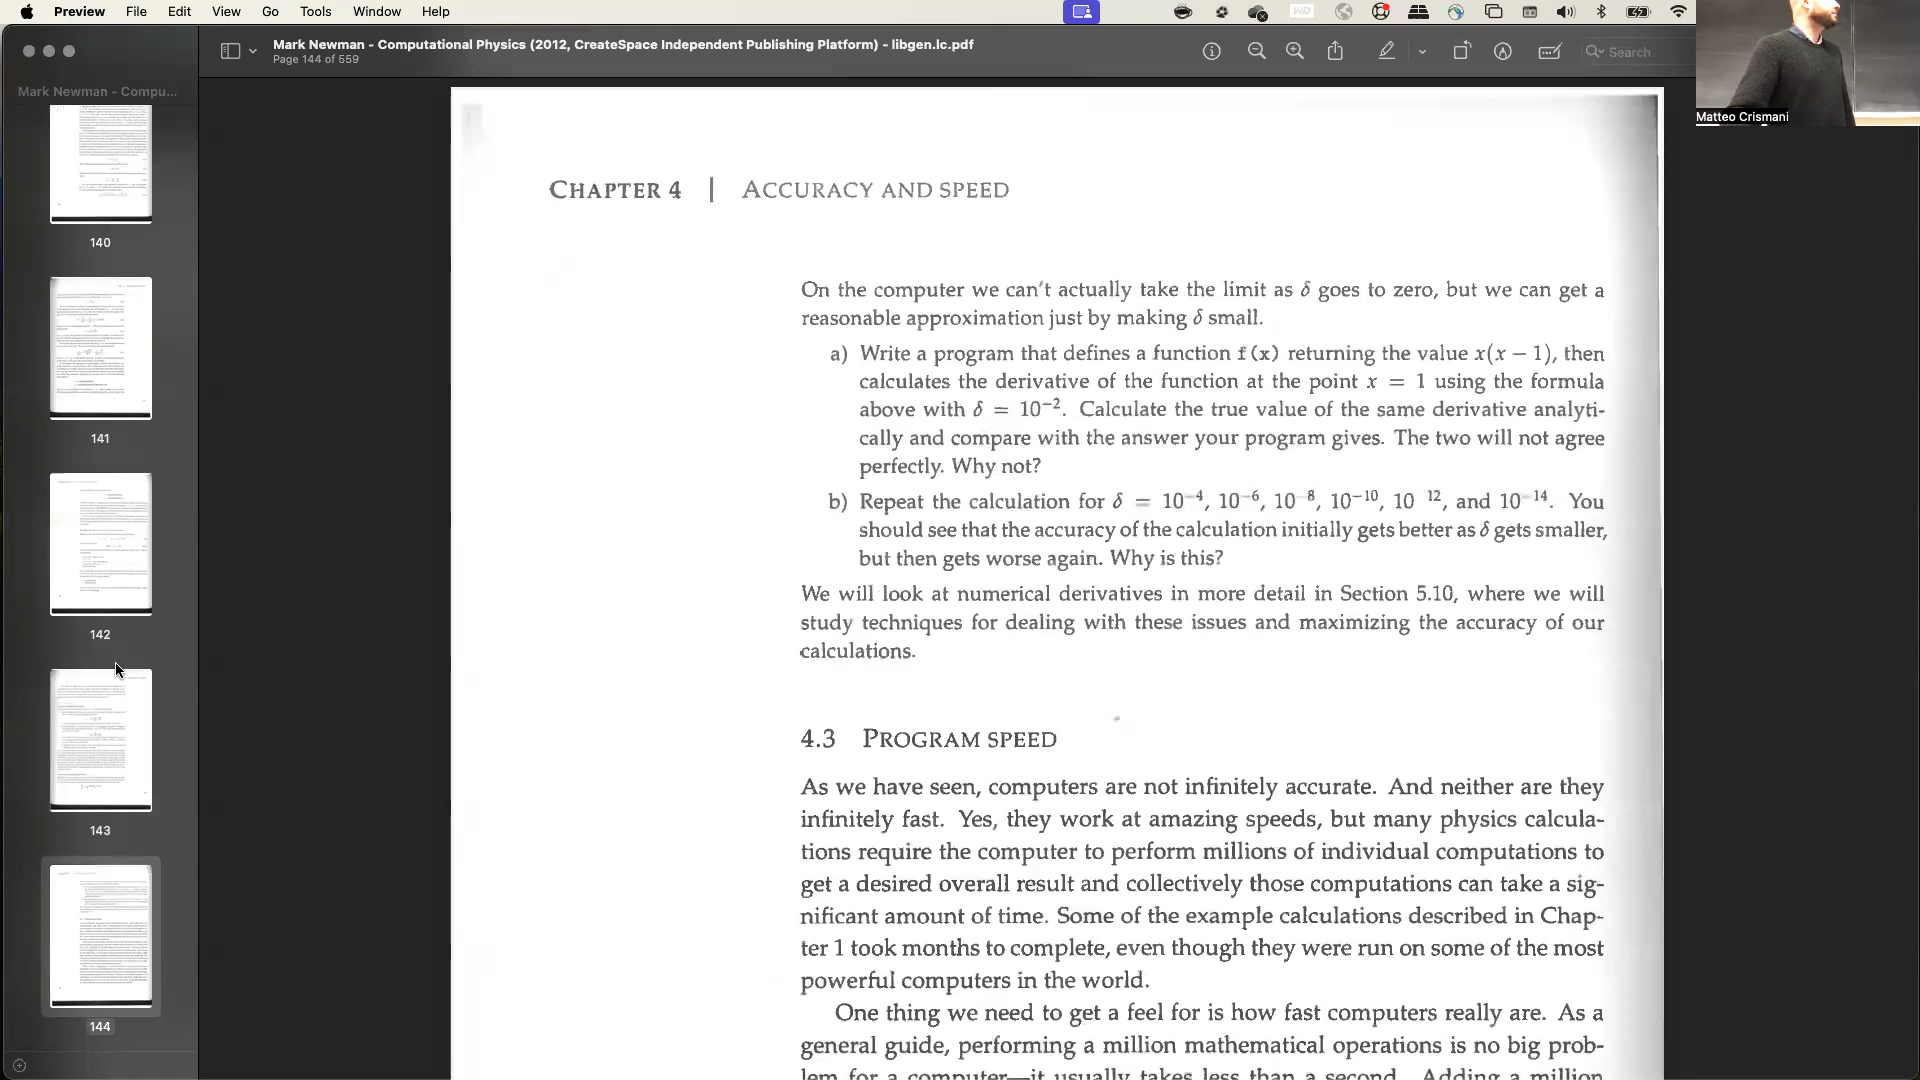 Preview File Edit View Go Tools Window Help
Mark Newman - Computational Physics (2012, CreateSpace Independent Publishing Platform) - libgen.lc.pdf
Page 144 of 559
Search
Matteo Crismani
Mark Newman - Compu...
140
141
142
143
144
CHAPTER 4 | ACCURACY AND SPEED
On the computer we can't actually take the limit as δ goes to zero, but we can get a
reasonable approximation just by making δ small.
a) Write a program that defines a function f(x) returning the value x(x − 1), then
calculates the derivative of the function at the point x = 1 using the formula
above with δ = 10⁻². Calculate the true value of the same derivative analyti-
cally and compare with the answer your program gives. The two will not agree
perfectly. Why not?
b) Repeat the calculation for δ = 10⁻⁴, 10⁻⁶, 10⁻⁸, 10⁻¹⁰, 10⁻¹², and 10⁻¹⁴. You
should see that the accuracy of the calculation initially gets better as δ gets smaller,
but then gets worse again. Why is this?
We will look at numerical derivatives in more detail in Section 5.10, where we will
study techniques for dealing with these issues and maximizing the accuracy of our
calculations.
4.3 PROGRAM SPEED
As we have seen, computers are not infinitely accurate. And neither are they
infinitely fast. Yes, they work at amazing speeds, but many physics calcula-
tions require the computer to perform millions of individual computations to
get a desired overall result and collectively those computations can take a sig-
nificant amount of time. Some of the example calculations described in Chap-
ter 1 took months to complete, even though they were run on some of the most
powerful computers in the world.
One thing we need to get a feel for is how fast computers really are. As a
general guide, performing a million mathematical operations is no big prob-
lem for a computer—it usually takes less than a second. Adding a million